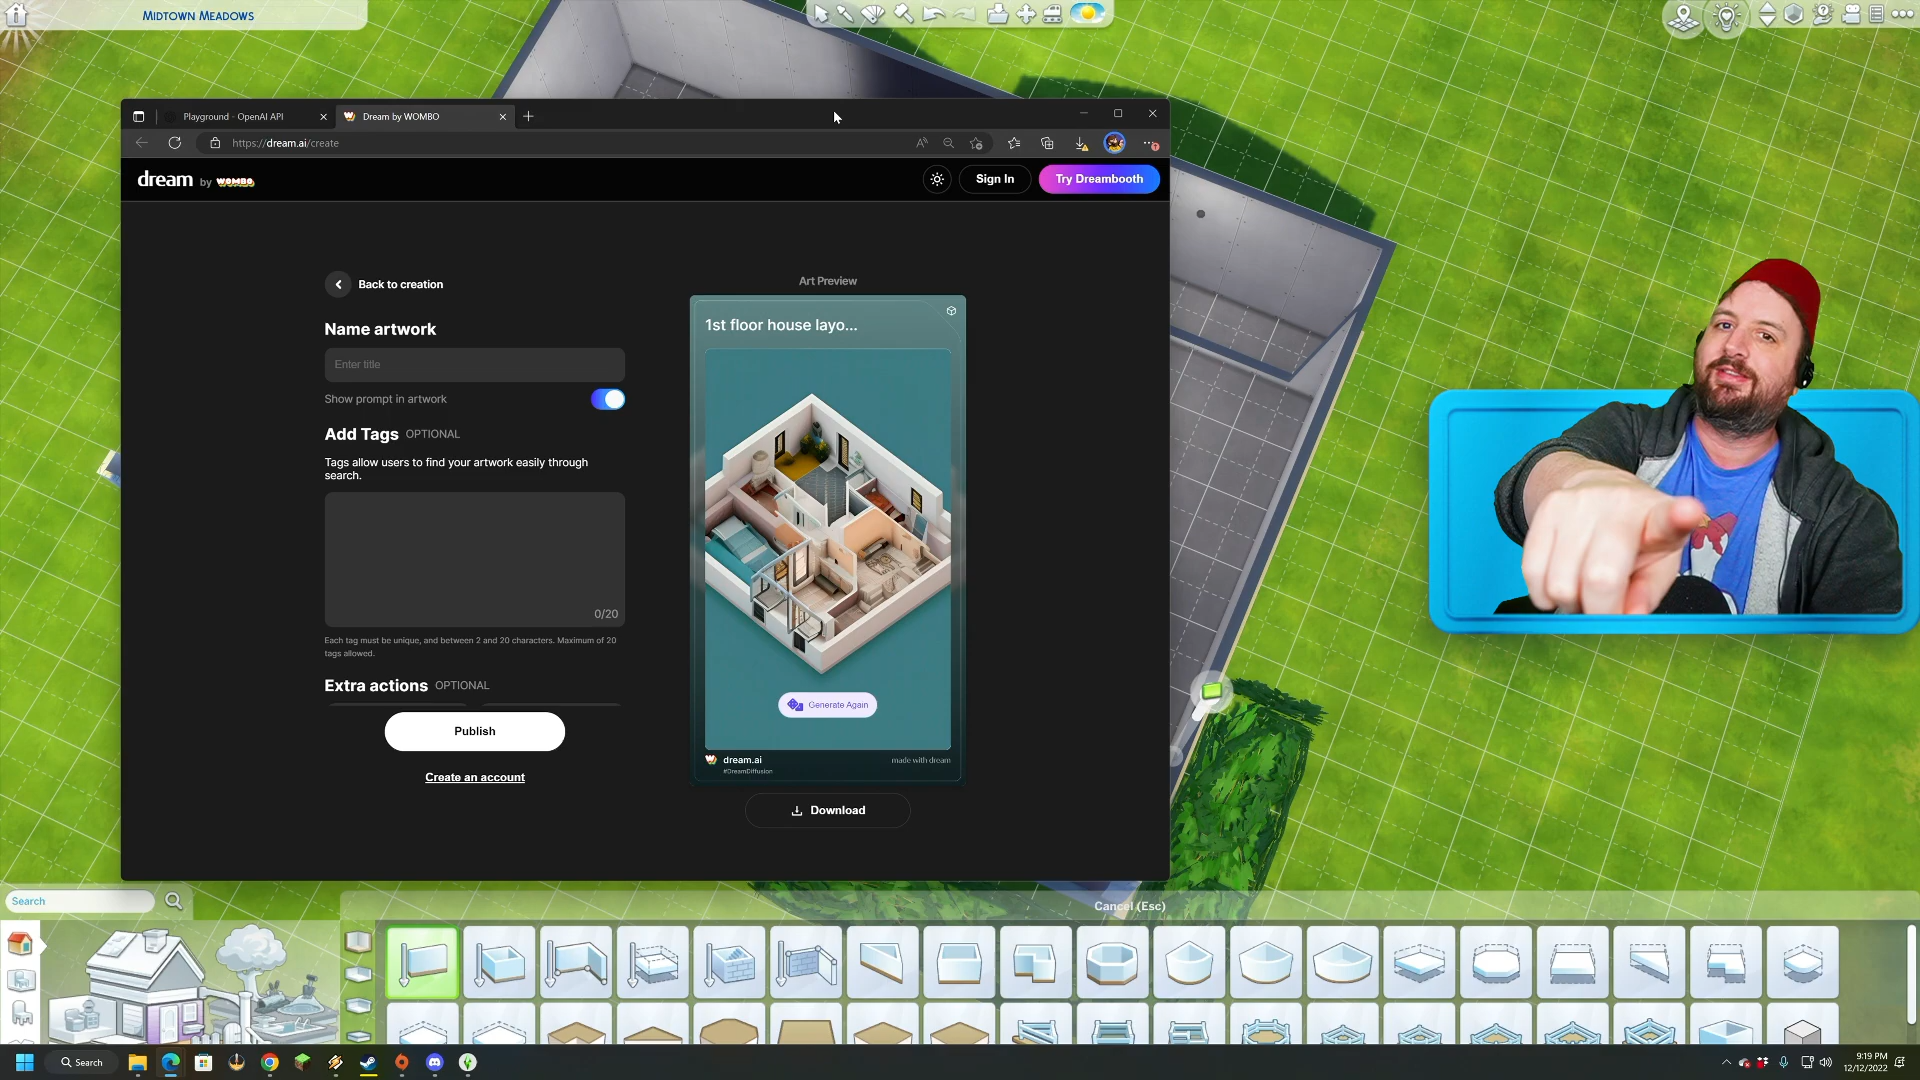 MIDTOWN MEADOWS
Playground - OpenAI API
Dream by WOMBO
https://dream.ai/create
dream by WOMBO
Sign In
Try Dreambooth
Back to creation
Name artwork
Enter title
Show prompt in artwork
Add Tags OPTIONAL
Tags allow users to find your artwork easily through
search.
0/20
Each tag must be unique, and between 2 and 20 characters. Maximum of 20
tags allowed.
Extra actions OPTIONAL
Publish
Create an account
Art Preview
1st floor house layo...
Generate Again
dream.ai
#DreamDiffusion
made with dream
Download
Search
Cancel (Esc)
Search
9:19 PM
12/12/2022